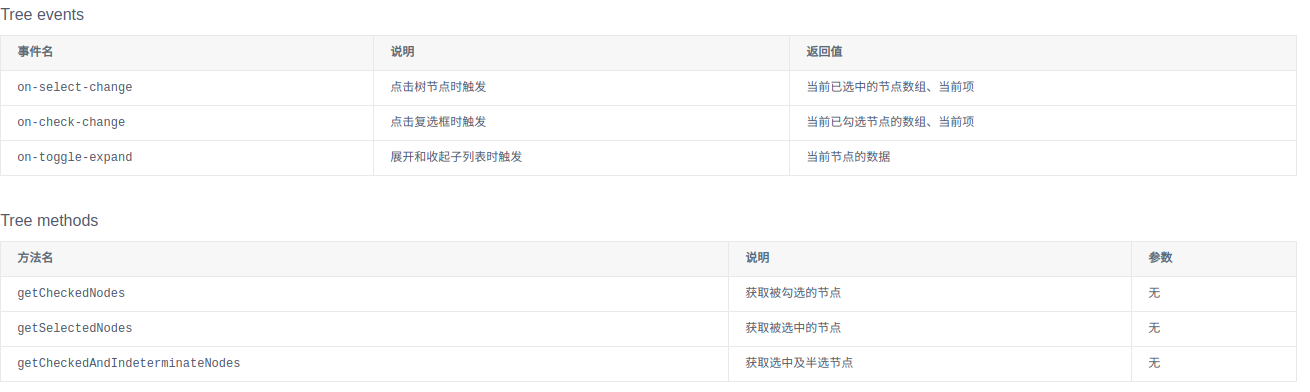 Tree events
事件名 说明 返回值
on-select-change 点击树节点时触发 当前已选中的节点数组、当前项
on-check-change 点击复选框时触发 当前已勾选节点的数组、当前项
on-toggle-expand 展开和收起子列表时触发 当前节点的数据
Tree methods
方法名 说明 参数
getCheckedNodes 获取被勾选的节点 无
getSelectedNodes 获取被选中的节点 无
getCheckedAndIndeterminateNodes 获取选中及半选节点 无